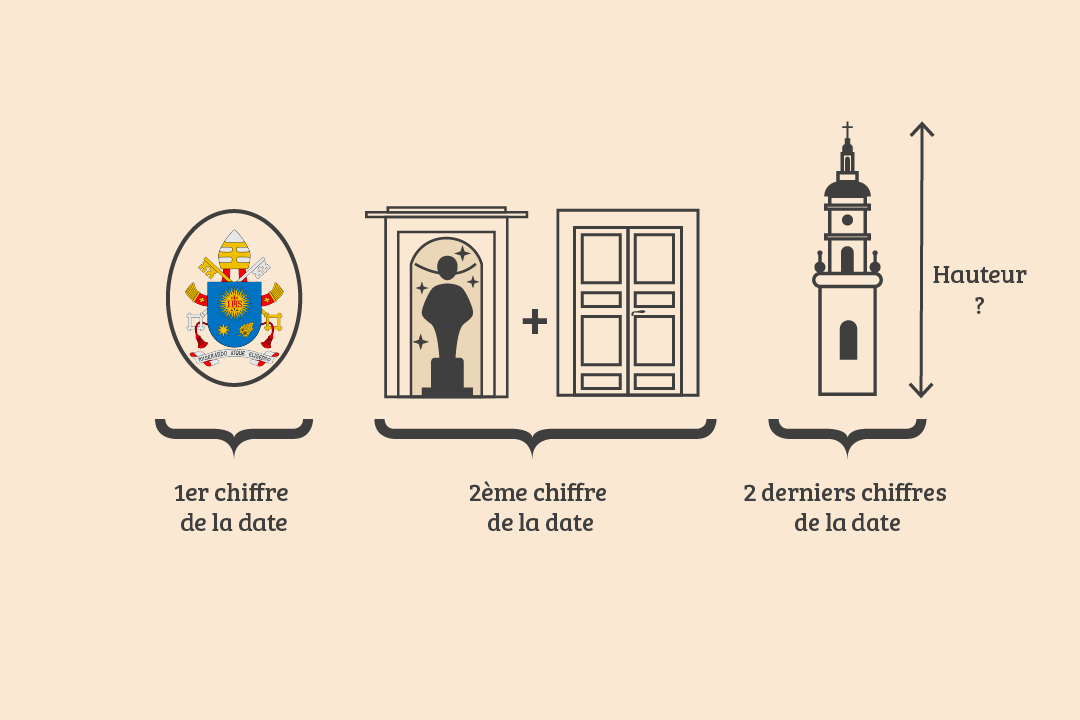 IHS
MISERANDO ATQUE ELIGENDO
Hauteur
?
1er chiffre
de la date
2ème chiffre
de la date
2 derniers chiffres
de la date